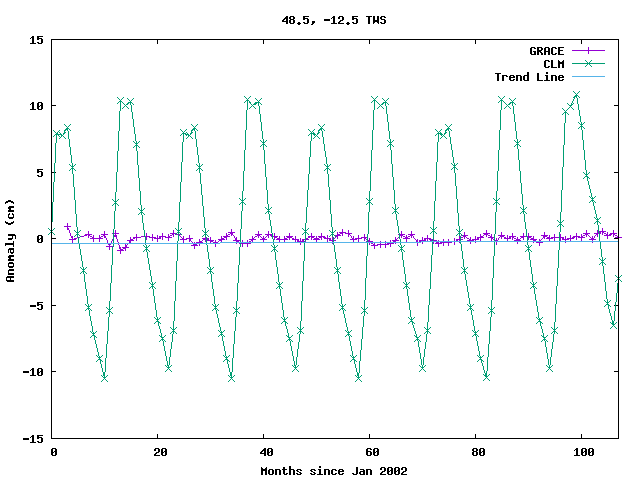 48.5, -12.5 TWS
GRACE
CLM
Trend Line
15
10
5
0
-5
-10
-15
Anomaly (cm)
0 20 40 60 80 100
Months since Jan 2002